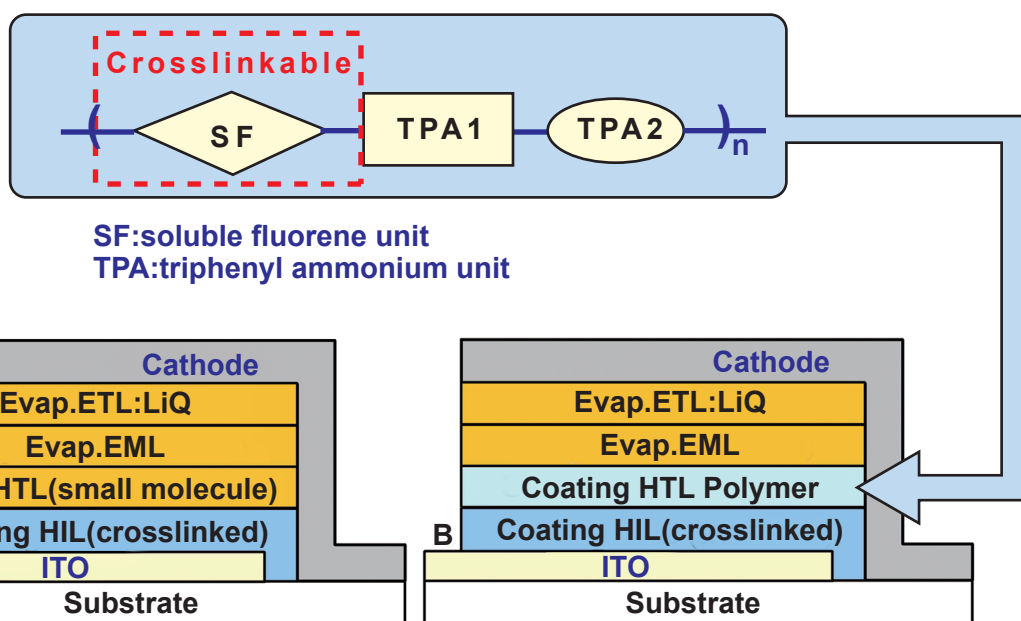 Crosslinkable
( SF TPA1 TPA2 )n
SF:soluble fluorene unit
TPA:triphenyl ammonium unit
Cathode
Evap.ETL:LiQ
Evap.EML
HTL(small molecule)
HIL(crosslinked)
ITO
Substrate
B
Cathode
Evap.ETL:LiQ
Evap.EML
Coating HTL Polymer
Coating HIL(crosslinked)
ITO
Substrate